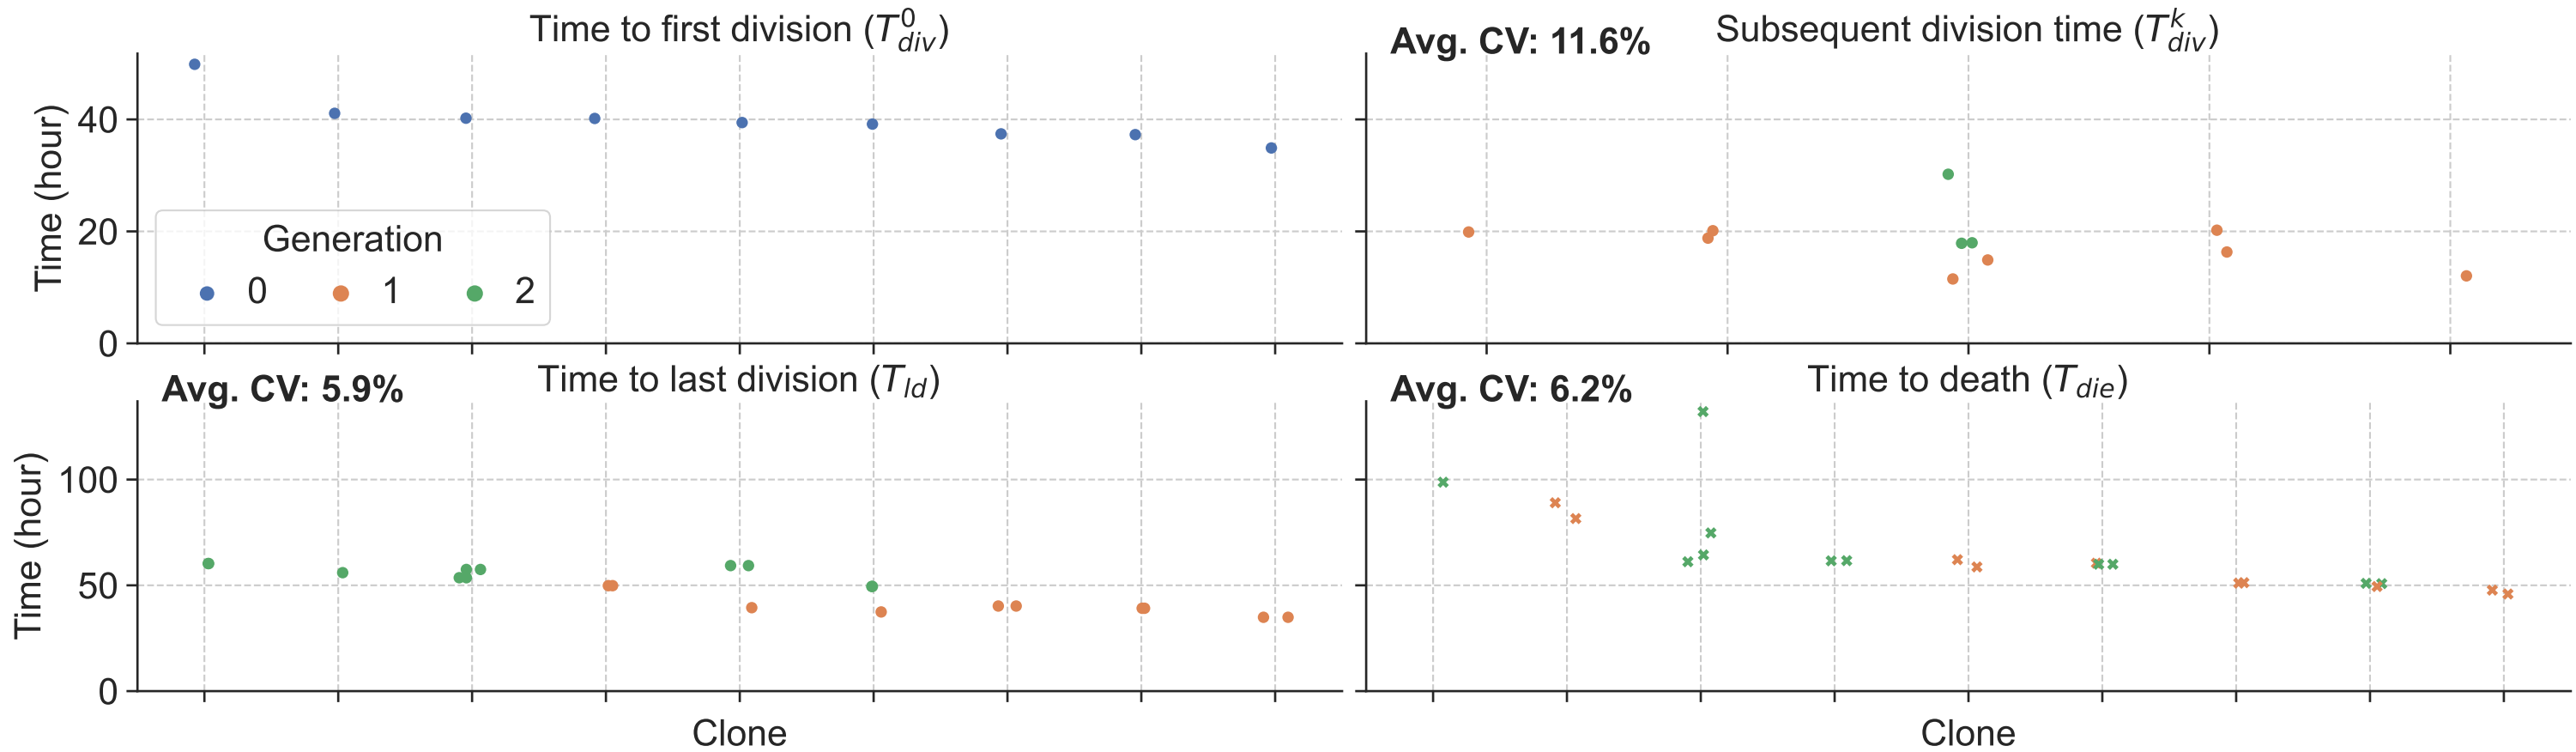 Time to first division (T⁰div)
Time (hour)
40
20
0
Generation
0 1 2
Avg. CV: 11.6%
Subsequent division time (Tᵏdiv)
Avg. CV: 5.9%
Time to last division (Tld)
Time (hour)
100
50
0
Clone
Avg. CV: 6.2%
Time to death (Tdie)
Clone